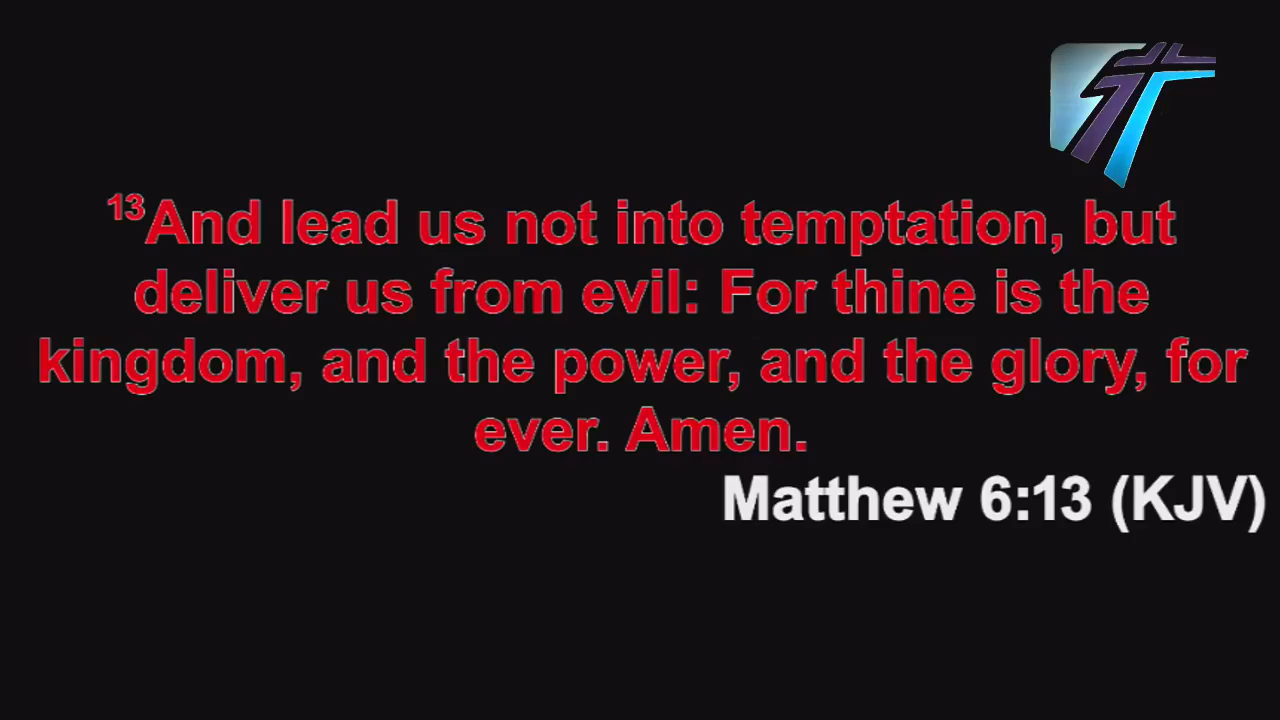 ¹³And lead us not into temptation, but
deliver us from evil: For thine is the
kingdom, and the power, and the glory, for
ever. Amen.
Matthew 6:13 (KJV)